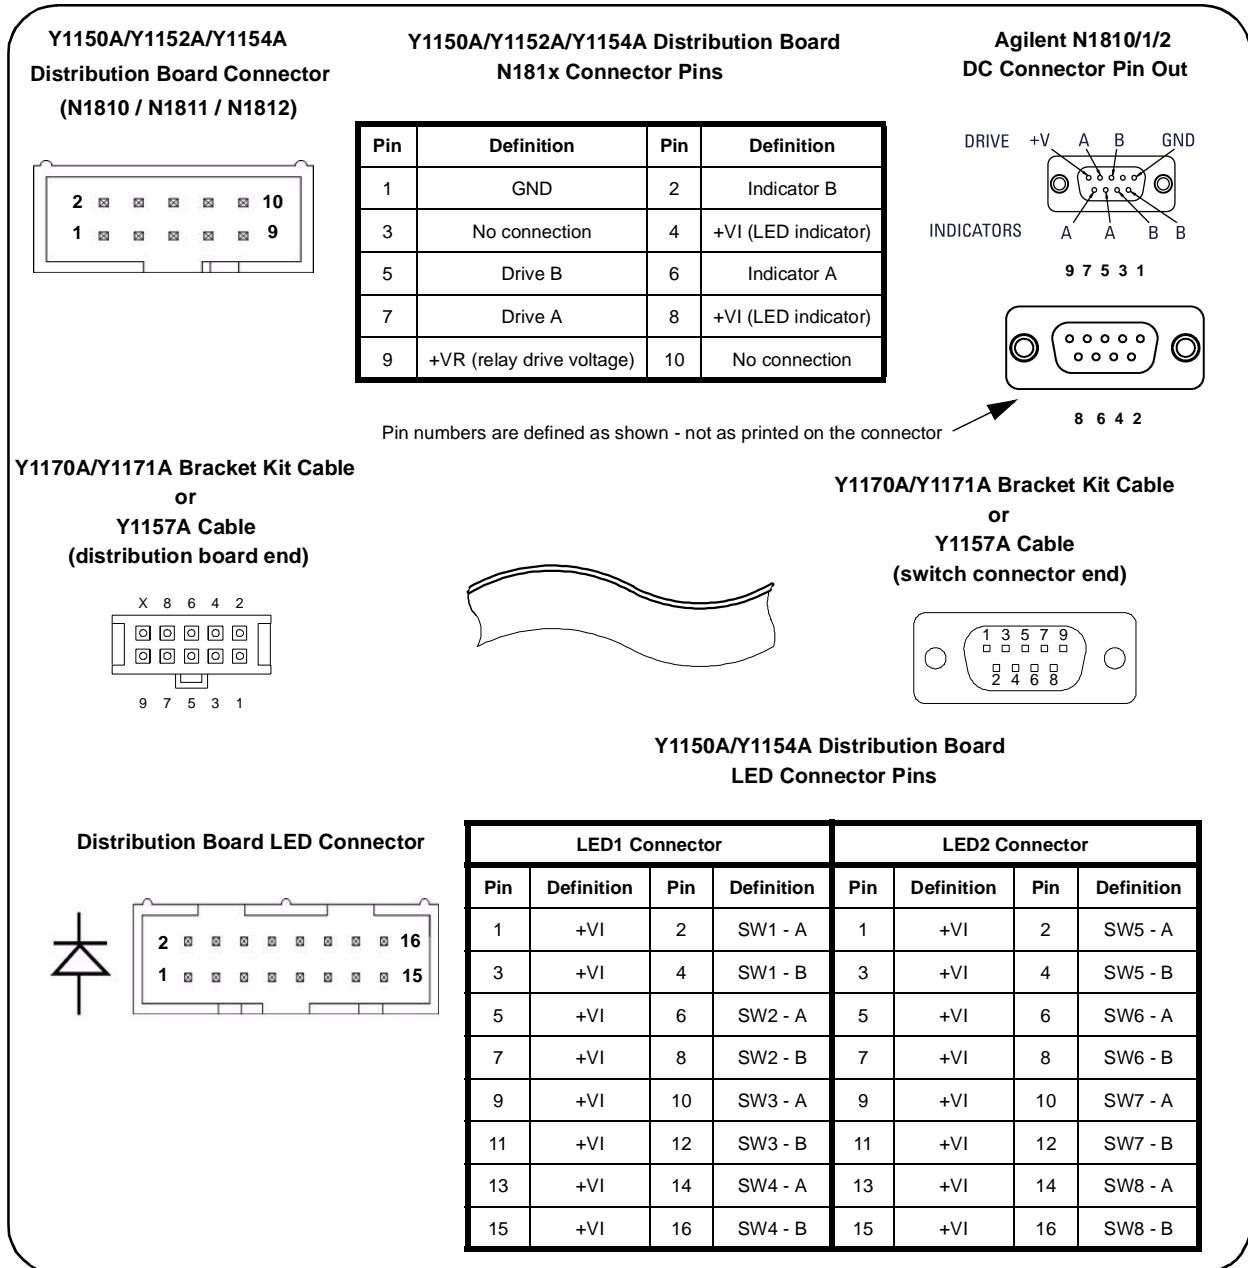 Y1150A/Y1152A/Y1154A
Distribution Board Connector
(N1810 / N1811 / N1812)
2 10
1 9
Y1150A/Y1152A/Y1154A Distribution Board
N181x Connector Pins
Pin Definition Pin Definition
1 GND 2 Indicator B
3 No connection 4 +VI (LED indicator)
5 Drive B 6 Indicator A
7 Drive A 8 +VI (LED indicator)
9 +VR (relay drive voltage) 10 No connection
Agilent N1810/1/2
DC Connector Pin Out
DRIVE +V A B GND
INDICATORS A A B B
9 7 5 3 1
8 6 4 2
Pin numbers are defined as shown - not as printed on the connector
Y1170A/Y1171A Bracket Kit Cable
or
Y1157A Cable
(distribution board end)
X 8 6 4 2
9 7 5 3 1
Y1170A/Y1171A Bracket Kit Cable
or
Y1157A Cable
(switch connector end)
1 3 5 7 9
2 4 6 8
Y1150A/Y1154A Distribution Board
LED Connector Pins
Distribution Board LED Connector
2 16
1 15
LED1 Connector LED2 Connector
Pin Definition Pin Definition Pin Definition Pin Definition
1 +VI 2 SW1 - A 1 +VI 2 SW5 - A
3 +VI 4 SW1 - B 3 +VI 4 SW5 - B
5 +VI 6 SW2 - A 5 +VI 6 SW6 - A
7 +VI 8 SW2 - B 7 +VI 8 SW6 - B
9 +VI 10 SW3 - A 9 +VI 10 SW7 - A
11 +VI 12 SW3 - B 11 +VI 12 SW7 - B
13 +VI 14 SW4 - A 13 +VI 14 SW8 - A
15 +VI 16 SW4 - B 15 +VI 16 SW8 - B